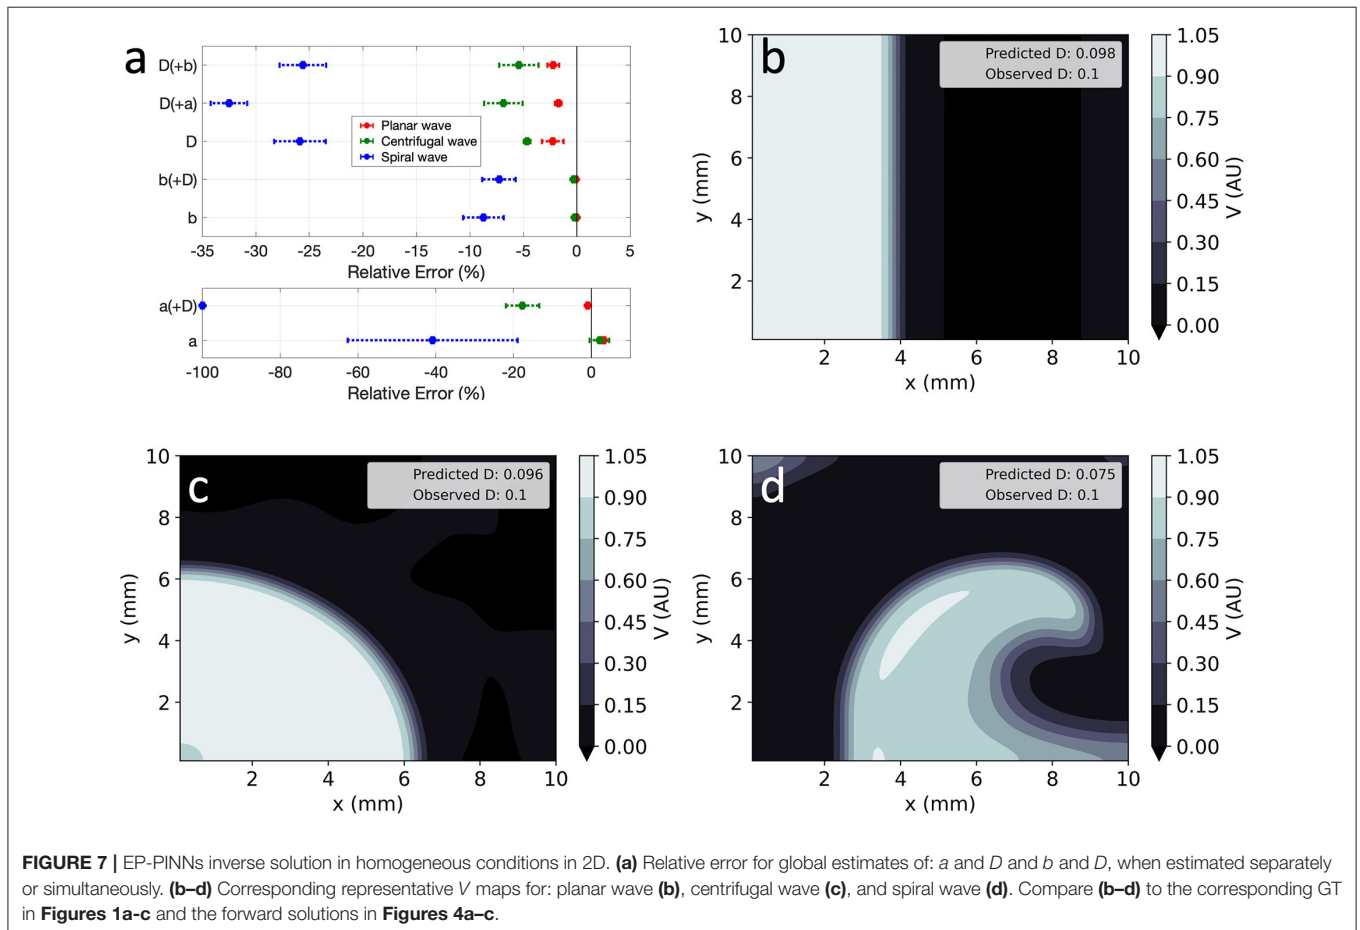 a
D(+b)
D(+a)
D
b(+D)
b
Planar wave
Centrifugal wave
Spiral wave
-35 -30 -25 -20 -15 -10 -5 0 5
Relative Error (%)
a(+D)
a
-100 -80 -60 -40 -20 0
Relative Error (%)
b
Predicted D: 0.098
Observed D: 0.1
10
8
6
4
2
y (mm)
2 4 6 8 10
x (mm)
1.05
0.90
0.75
0.60
0.45
0.30
0.15
0.00
V (AU)
c
Predicted D: 0.096
Observed D: 0.1
10
8
6
4
2
y (mm)
2 4 6 8 10
x (mm)
1.05
0.90
0.75
0.60
0.45
0.30
0.15
0.00
V (AU)
d
Predicted D: 0.075
Observed D: 0.1
10
8
6
4
2
y (mm)
2 4 6 8 10
x (mm)
1.05
0.90
0.75
0.60
0.45
0.30
0.15
0.00
V (AU)
FIGURE 7 | EP-PINNs inverse solution in homogeneous conditions in 2D. (a) Relative error for global estimates of: a and D and b and D, when estimated separately
or simultaneously. (b–d) Corresponding representative V maps for: planar wave (b), centrifugal wave (c), and spiral wave (d). Compare (b–d) to the corresponding GT
in Figures 1a-c and the forward solutions in Figures 4a–c.